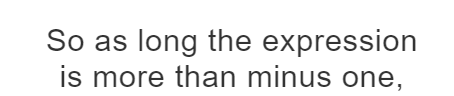 So as long the expression
is more than minus one,